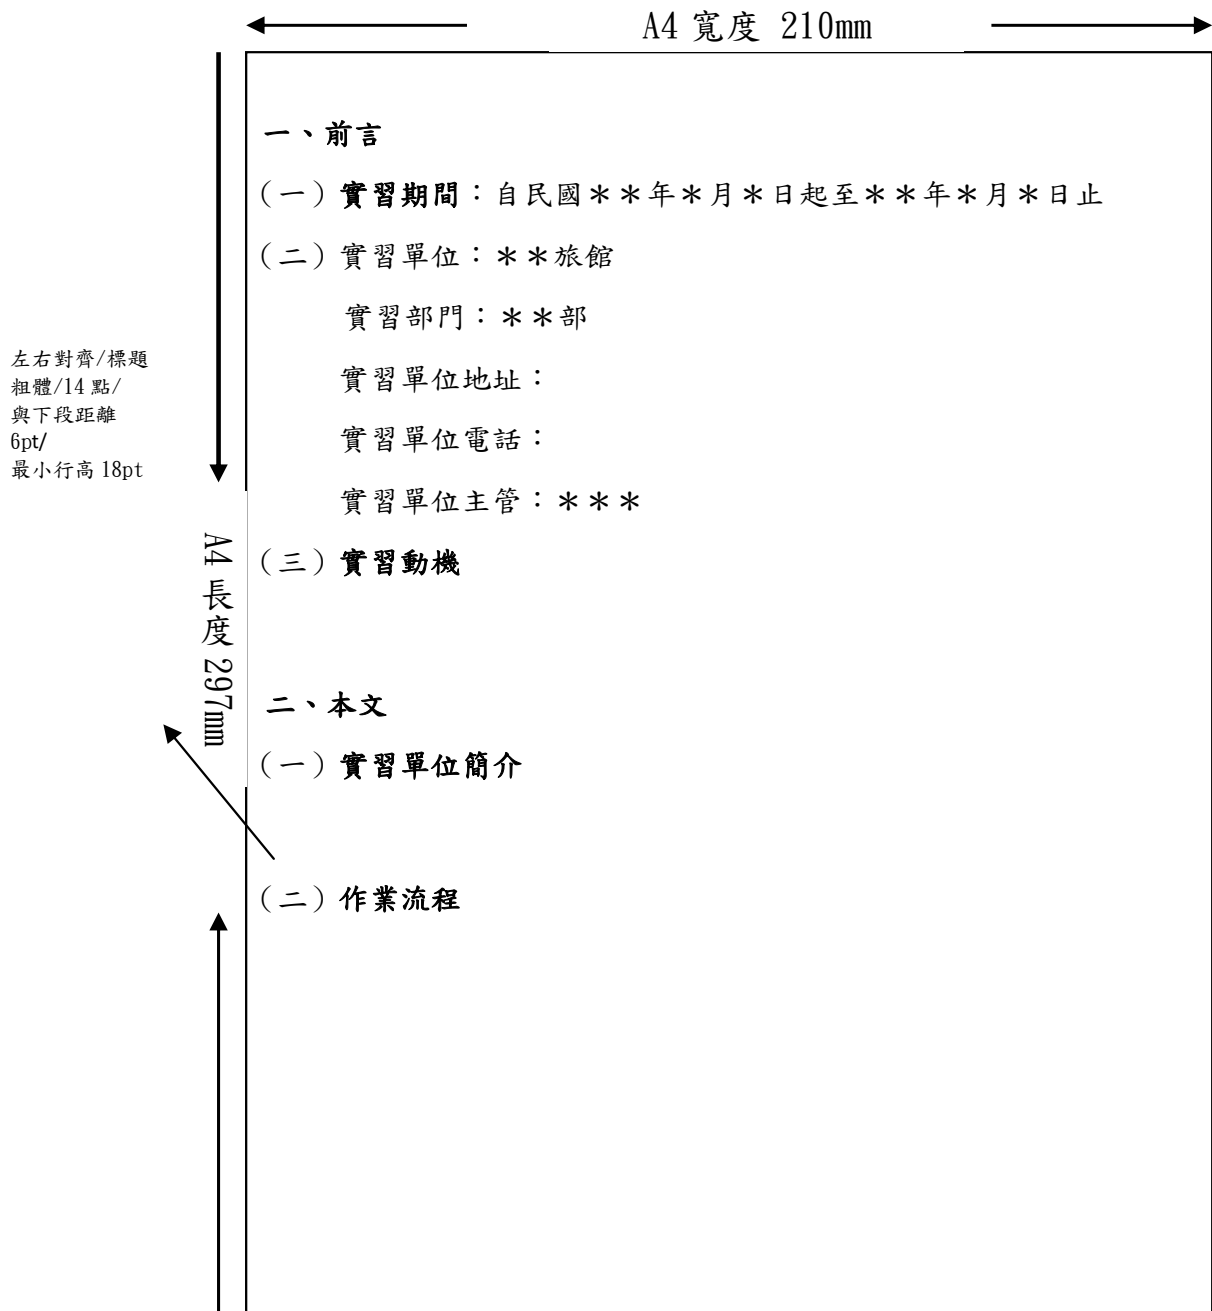 A4 寬度 210mm
一、前言
（一）實習期間：自民國＊＊年＊月＊日起至＊＊年＊月＊日止
（二）實習單位：＊＊旅館
實習部門：＊＊部
實習單位地址：
實習單位電話：
實習單位主管：＊＊＊
（三）實習動機
左右對齊/標題
粗體/14 點/
與下段距離
6pt/
最小行高 18pt
A4 長度 297mm
二、本文
（一）實習單位簡介
（二）作業流程